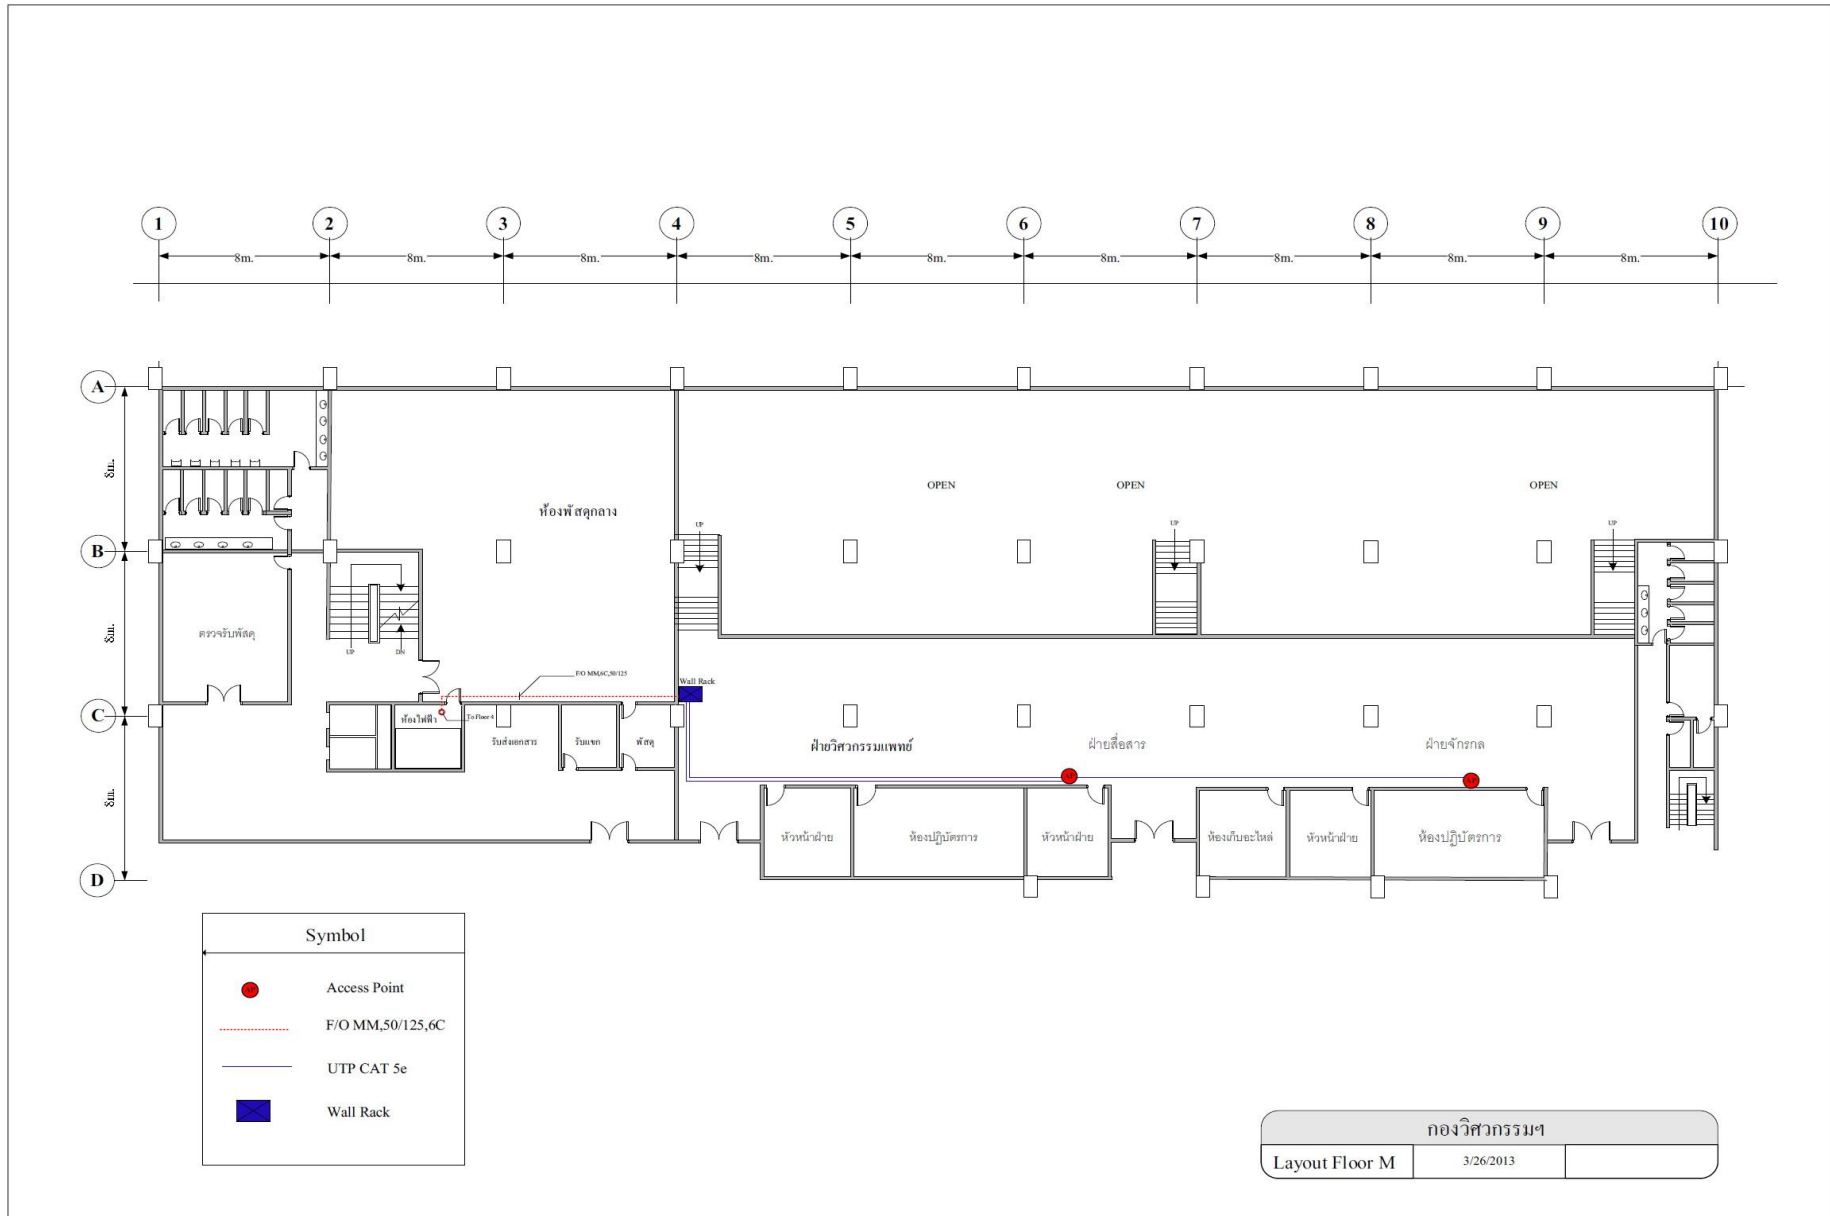 1 2 3 4 5 6 7 8 9 10
8m. 8m. 8m. 8m. 8m. 8m. 8m. 8m. 8m.
A
8m.
OPEN OPEN OPEN
ห้องพัสดุกลาง
UP UP UP
B
8m.
ตรวจรับพัสดุ
UP DN
F/O MM,6C,50/125
Wall Rack
C
ห้องไฟฟ้า To Floor 4
รับส่งเอกสาร รับแขก พัสดุ
ฝ่ายวิศวกรรมแพทย์ ฝ่ายสื่อสาร ฝ่ายจักรกล
AP AP
8m.
หัวหน้าฝ่าย ห้องปฏิบัตรการ หัวหน้าฝ่าย ห้องเก็บอะไหล่ หัวหน้าฝ่าย ห้องปฏิบัตรการ
D
Symbol
AP Access Point
F/O MM,50/125,6C
UTP CAT 5e
Wall Rack
กองวิศวกรรมฯ
Layout Floor M 3/26/2013